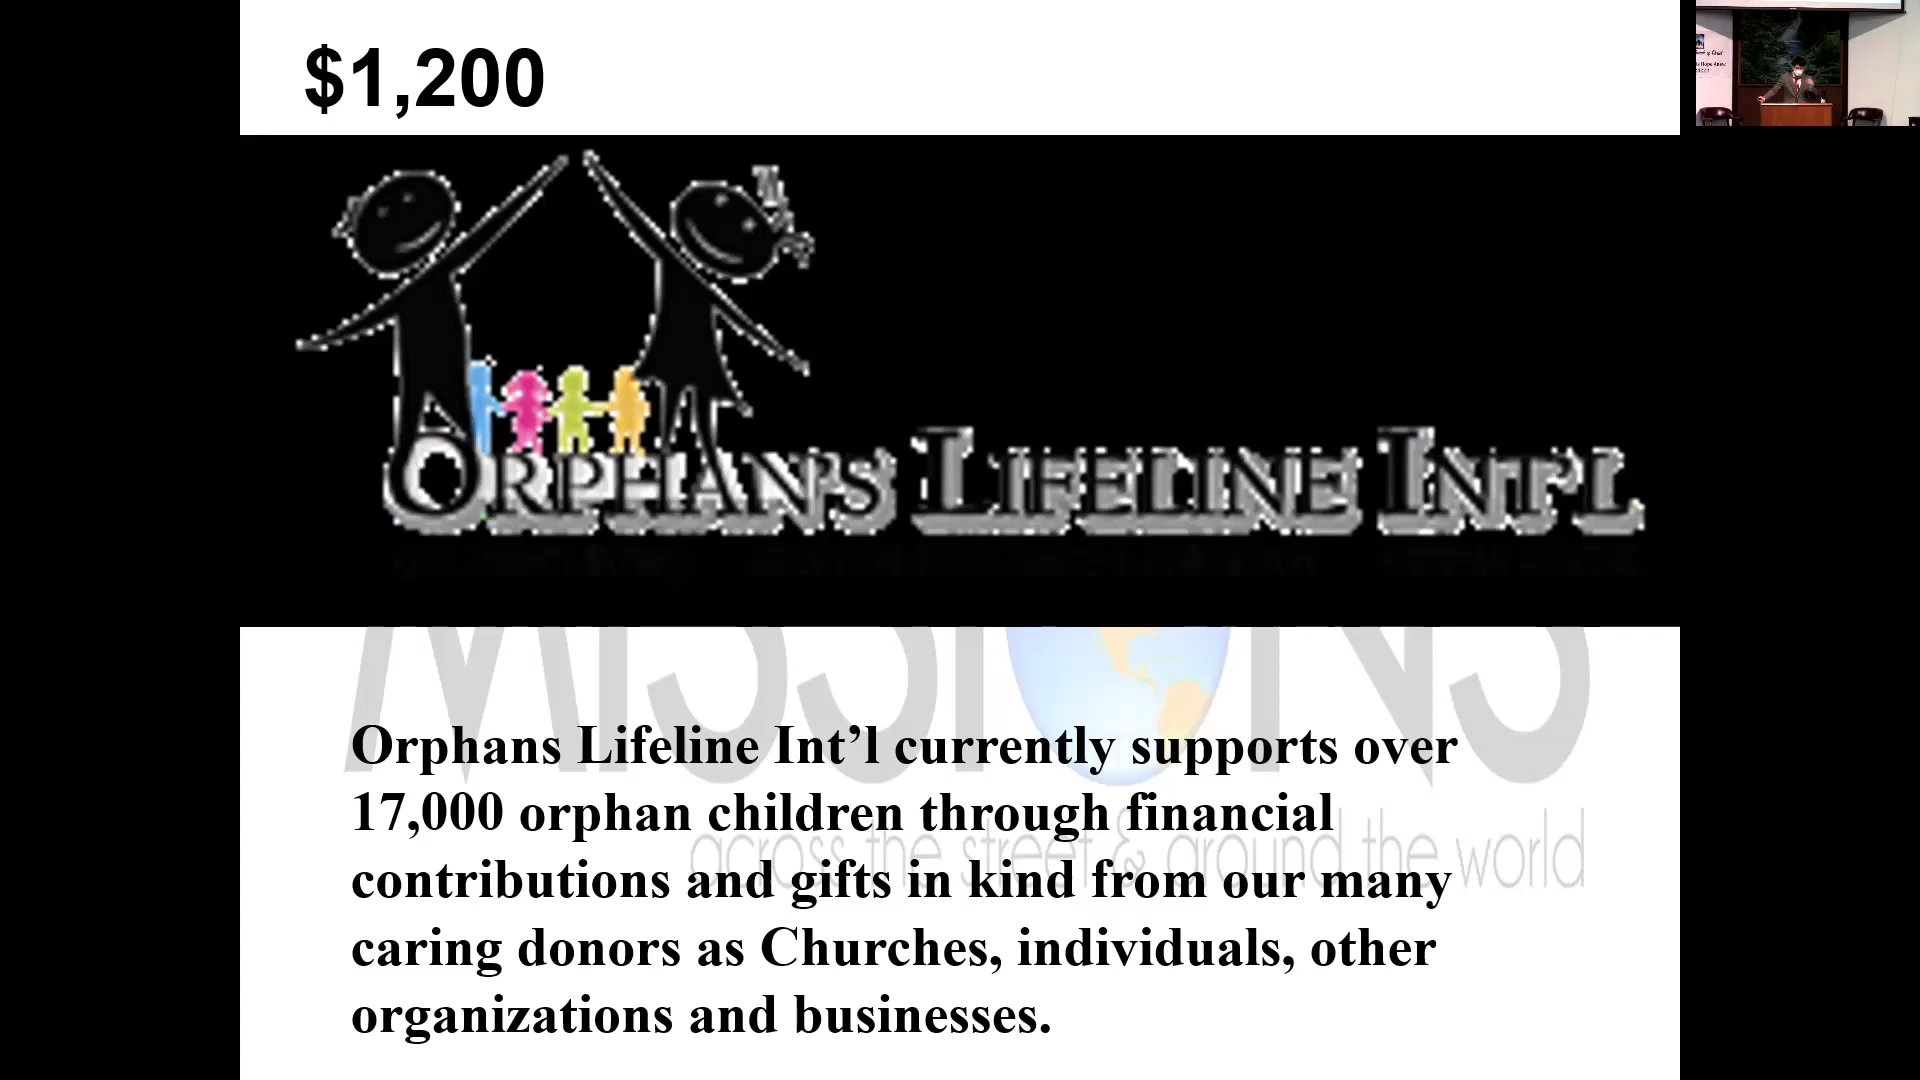 $1,200
ORPHAN'S LIFELINE INT'L
MISSIONS
across the street & around the world
Orphans Lifeline Int’l currently supports over
17,000 orphan children through financial
contributions and gifts in kind from our many
caring donors as Churches, individuals, other
organizations and businesses.